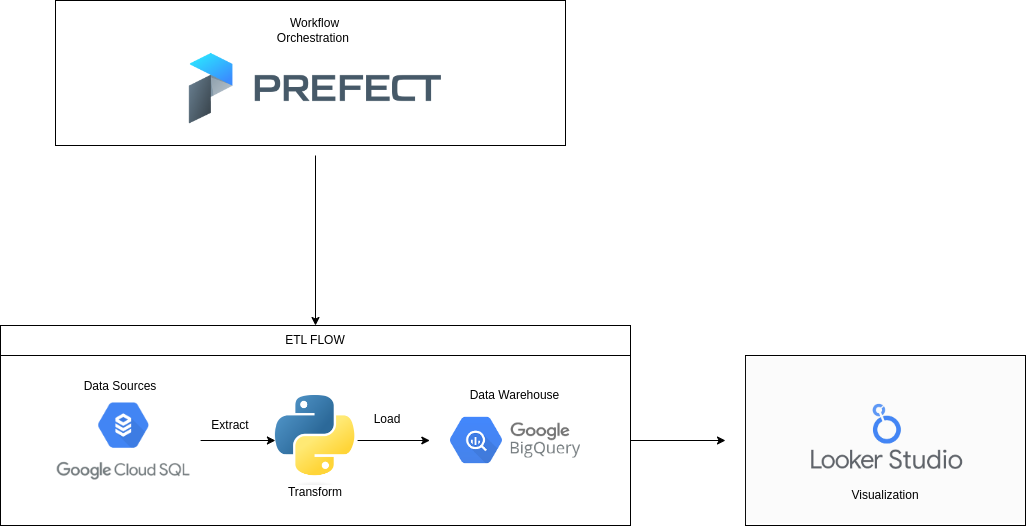 Workflow
Orchestration
PREFECT
ETL FLOW
Data Sources
Google Cloud SQL
Extract
Transform
Load
Data Warehouse
Google
BigQuery
Looker Studio
Visualization